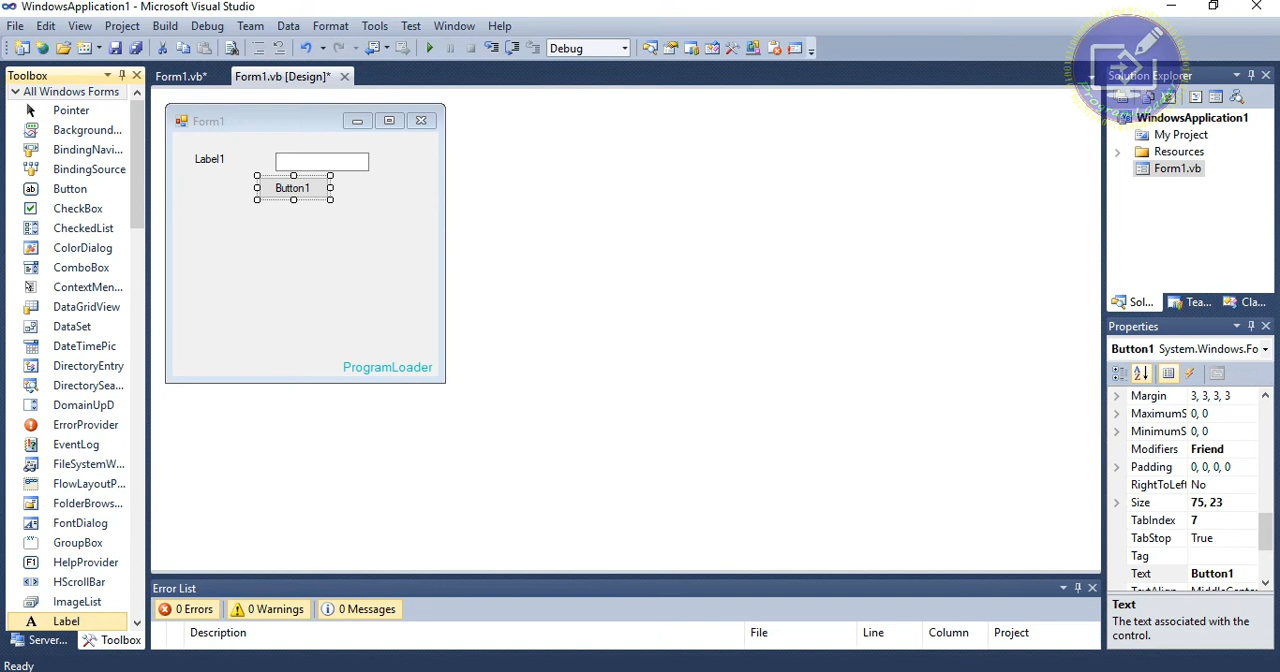 WindowsApplication1 - Microsoft Visual Studio
File Edit View Project Build Debug Team Data Format Tools Test Window Help
Debug
Toolbox
All Windows Forms
Pointer
Background...
BindingNavi...
BindingSource
Button
CheckBox
CheckedList
ColorDialog
ComboBox
ContextMen...
DataGridView
DataSet
DateTimePic
DirectoryEntry
DirectorySea...
DomainUpD
ErrorProvider
EventLog
FileSystemW...
FlowLayoutP...
FolderBrows...
FontDialog
GroupBox
HelpProvider
HScrollBar
ImageList
Label
Server... Toolbox
Form1.vb* Form1.vb [Design]*
Form1
Label1
Button1
ProgramLoader
Error List
0 Errors 0 Warnings 0 Messages
Description File Line Column Project
Solution Explorer
WindowsApplication1
My Project
Resources
Form1.vb
Sol... Tea... Cla...
Properties
Button1 System.Windows.Fo
Margin 3, 3, 3, 3
MaximumS 0, 0
MinimumS 0, 0
Modifiers Friend
Padding 0, 0, 0, 0
RightToLeft No
Size 75, 23
TabIndex 7
TabStop True
Tag
Text Button1
Text
The text associated with the
control.
Ready